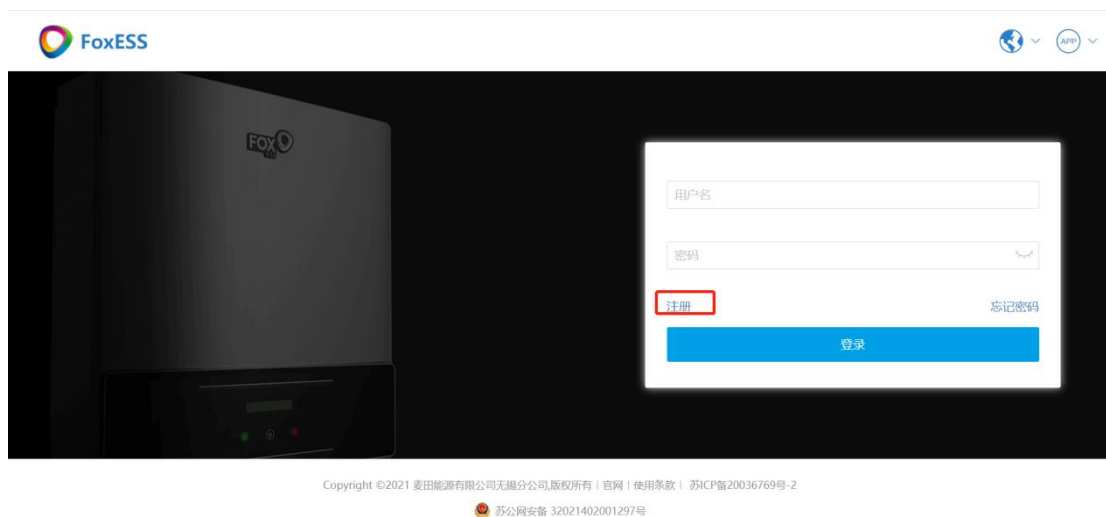 FoxESS
APP
FOX
ESS
用户名
密码
注册
忘记密码
登录
Copyright ©2021 麦田能源有限公司无锡分公司,版权所有 | 官网 | 使用条款 | 苏ICP备20036769号-2
苏公网安备 32021402001297号